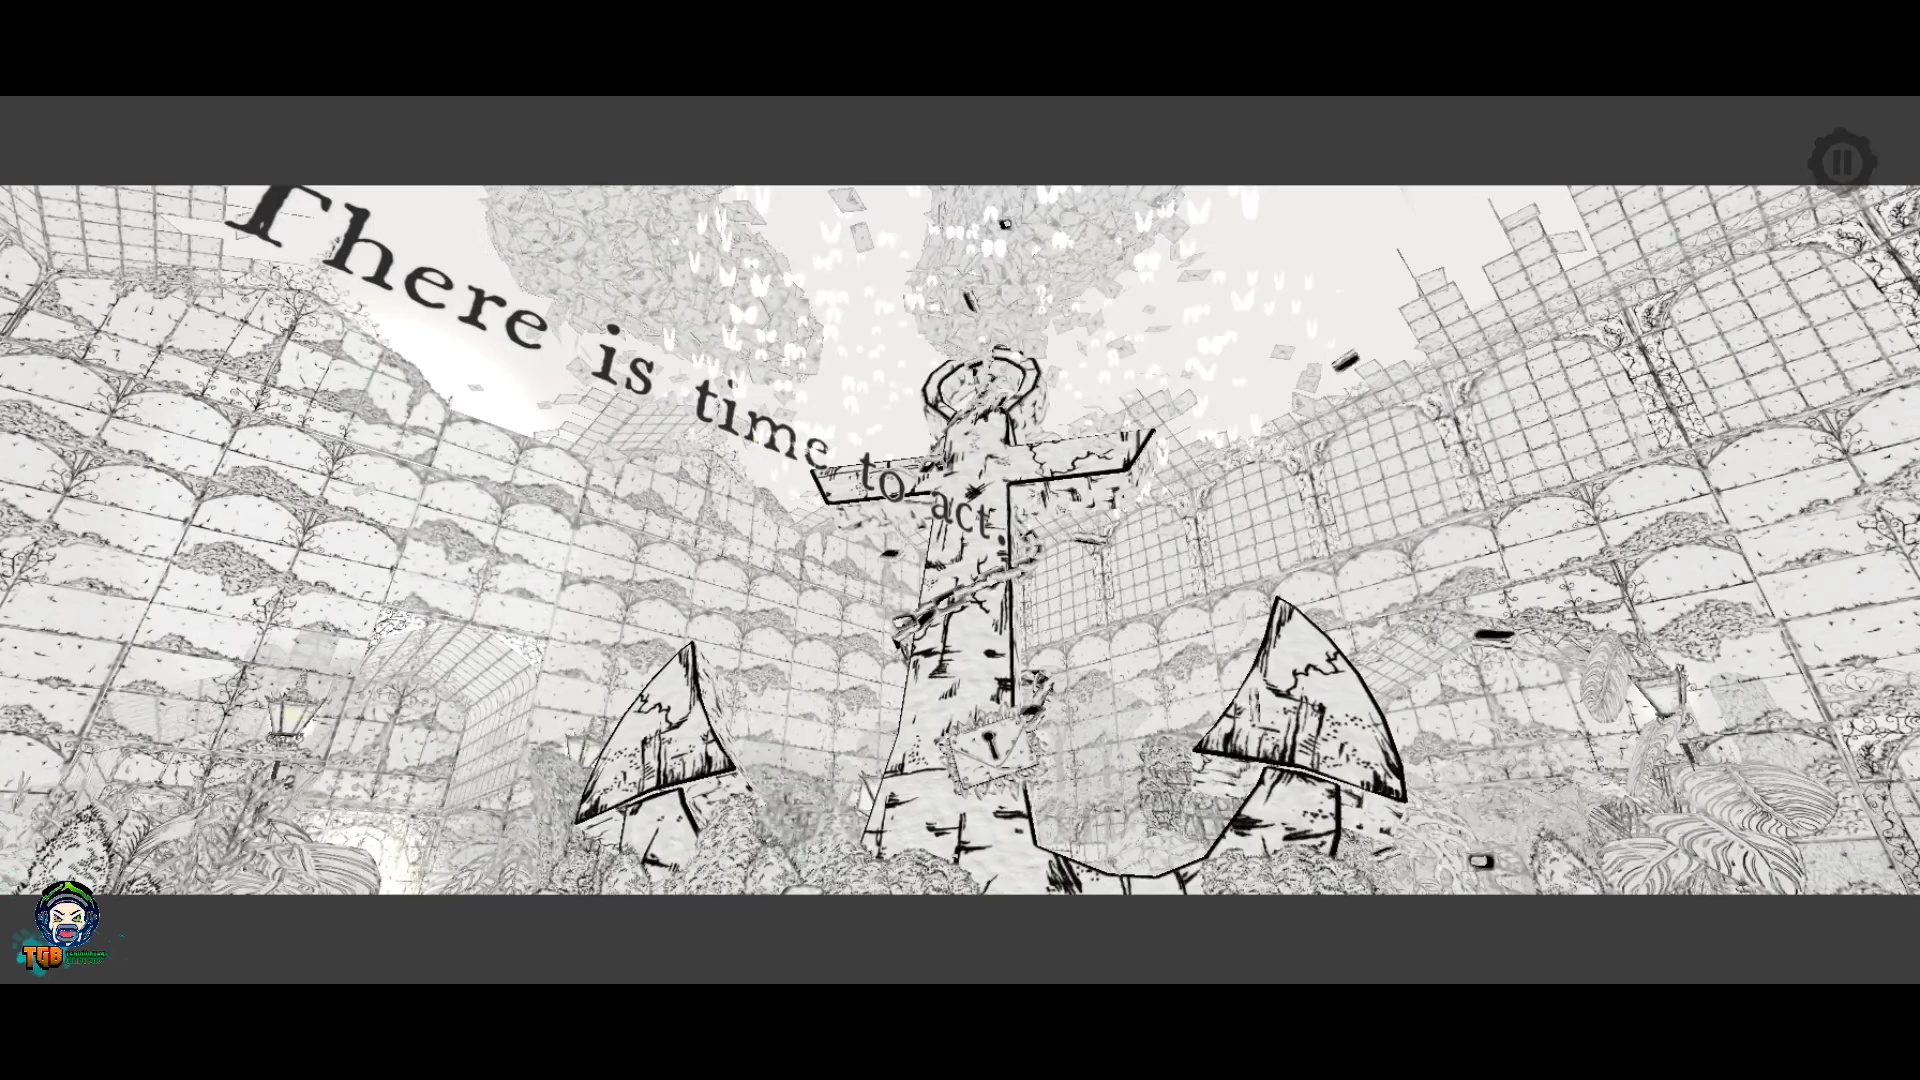 There is time to act.
TGB